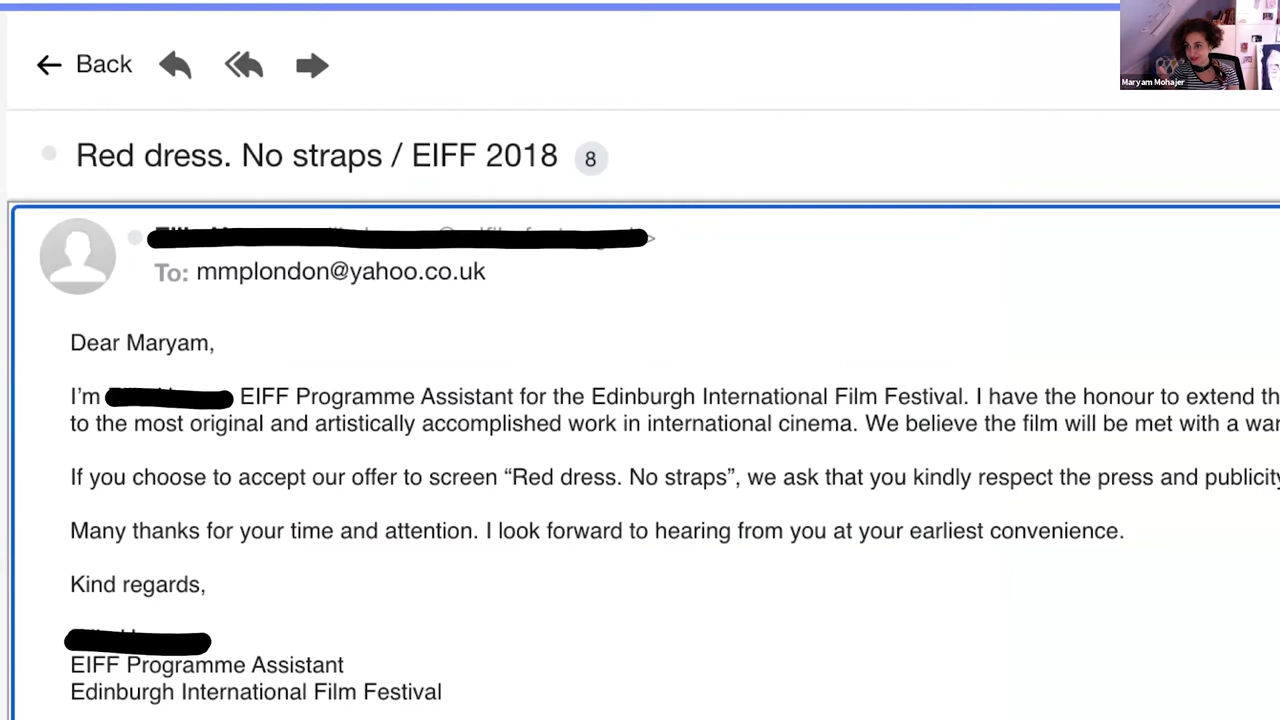 Back
Maryam Mohajer
Red dress. No straps / EIFF 2018 8
To: mmplondon@yahoo.co.uk
Dear Maryam,
I'm EIFF Programme Assistant for the Edinburgh International Film Festival. I have the honour to extend th
to the most original and artistically accomplished work in international cinema. We believe the film will be met with a war
If you choose to accept our offer to screen “Red dress. No straps”, we ask that you kindly respect the press and publicity
Many thanks for your time and attention. I look forward to hearing from you at your earliest convenience.
Kind regards,
EIFF Programme Assistant
Edinburgh International Film Festival